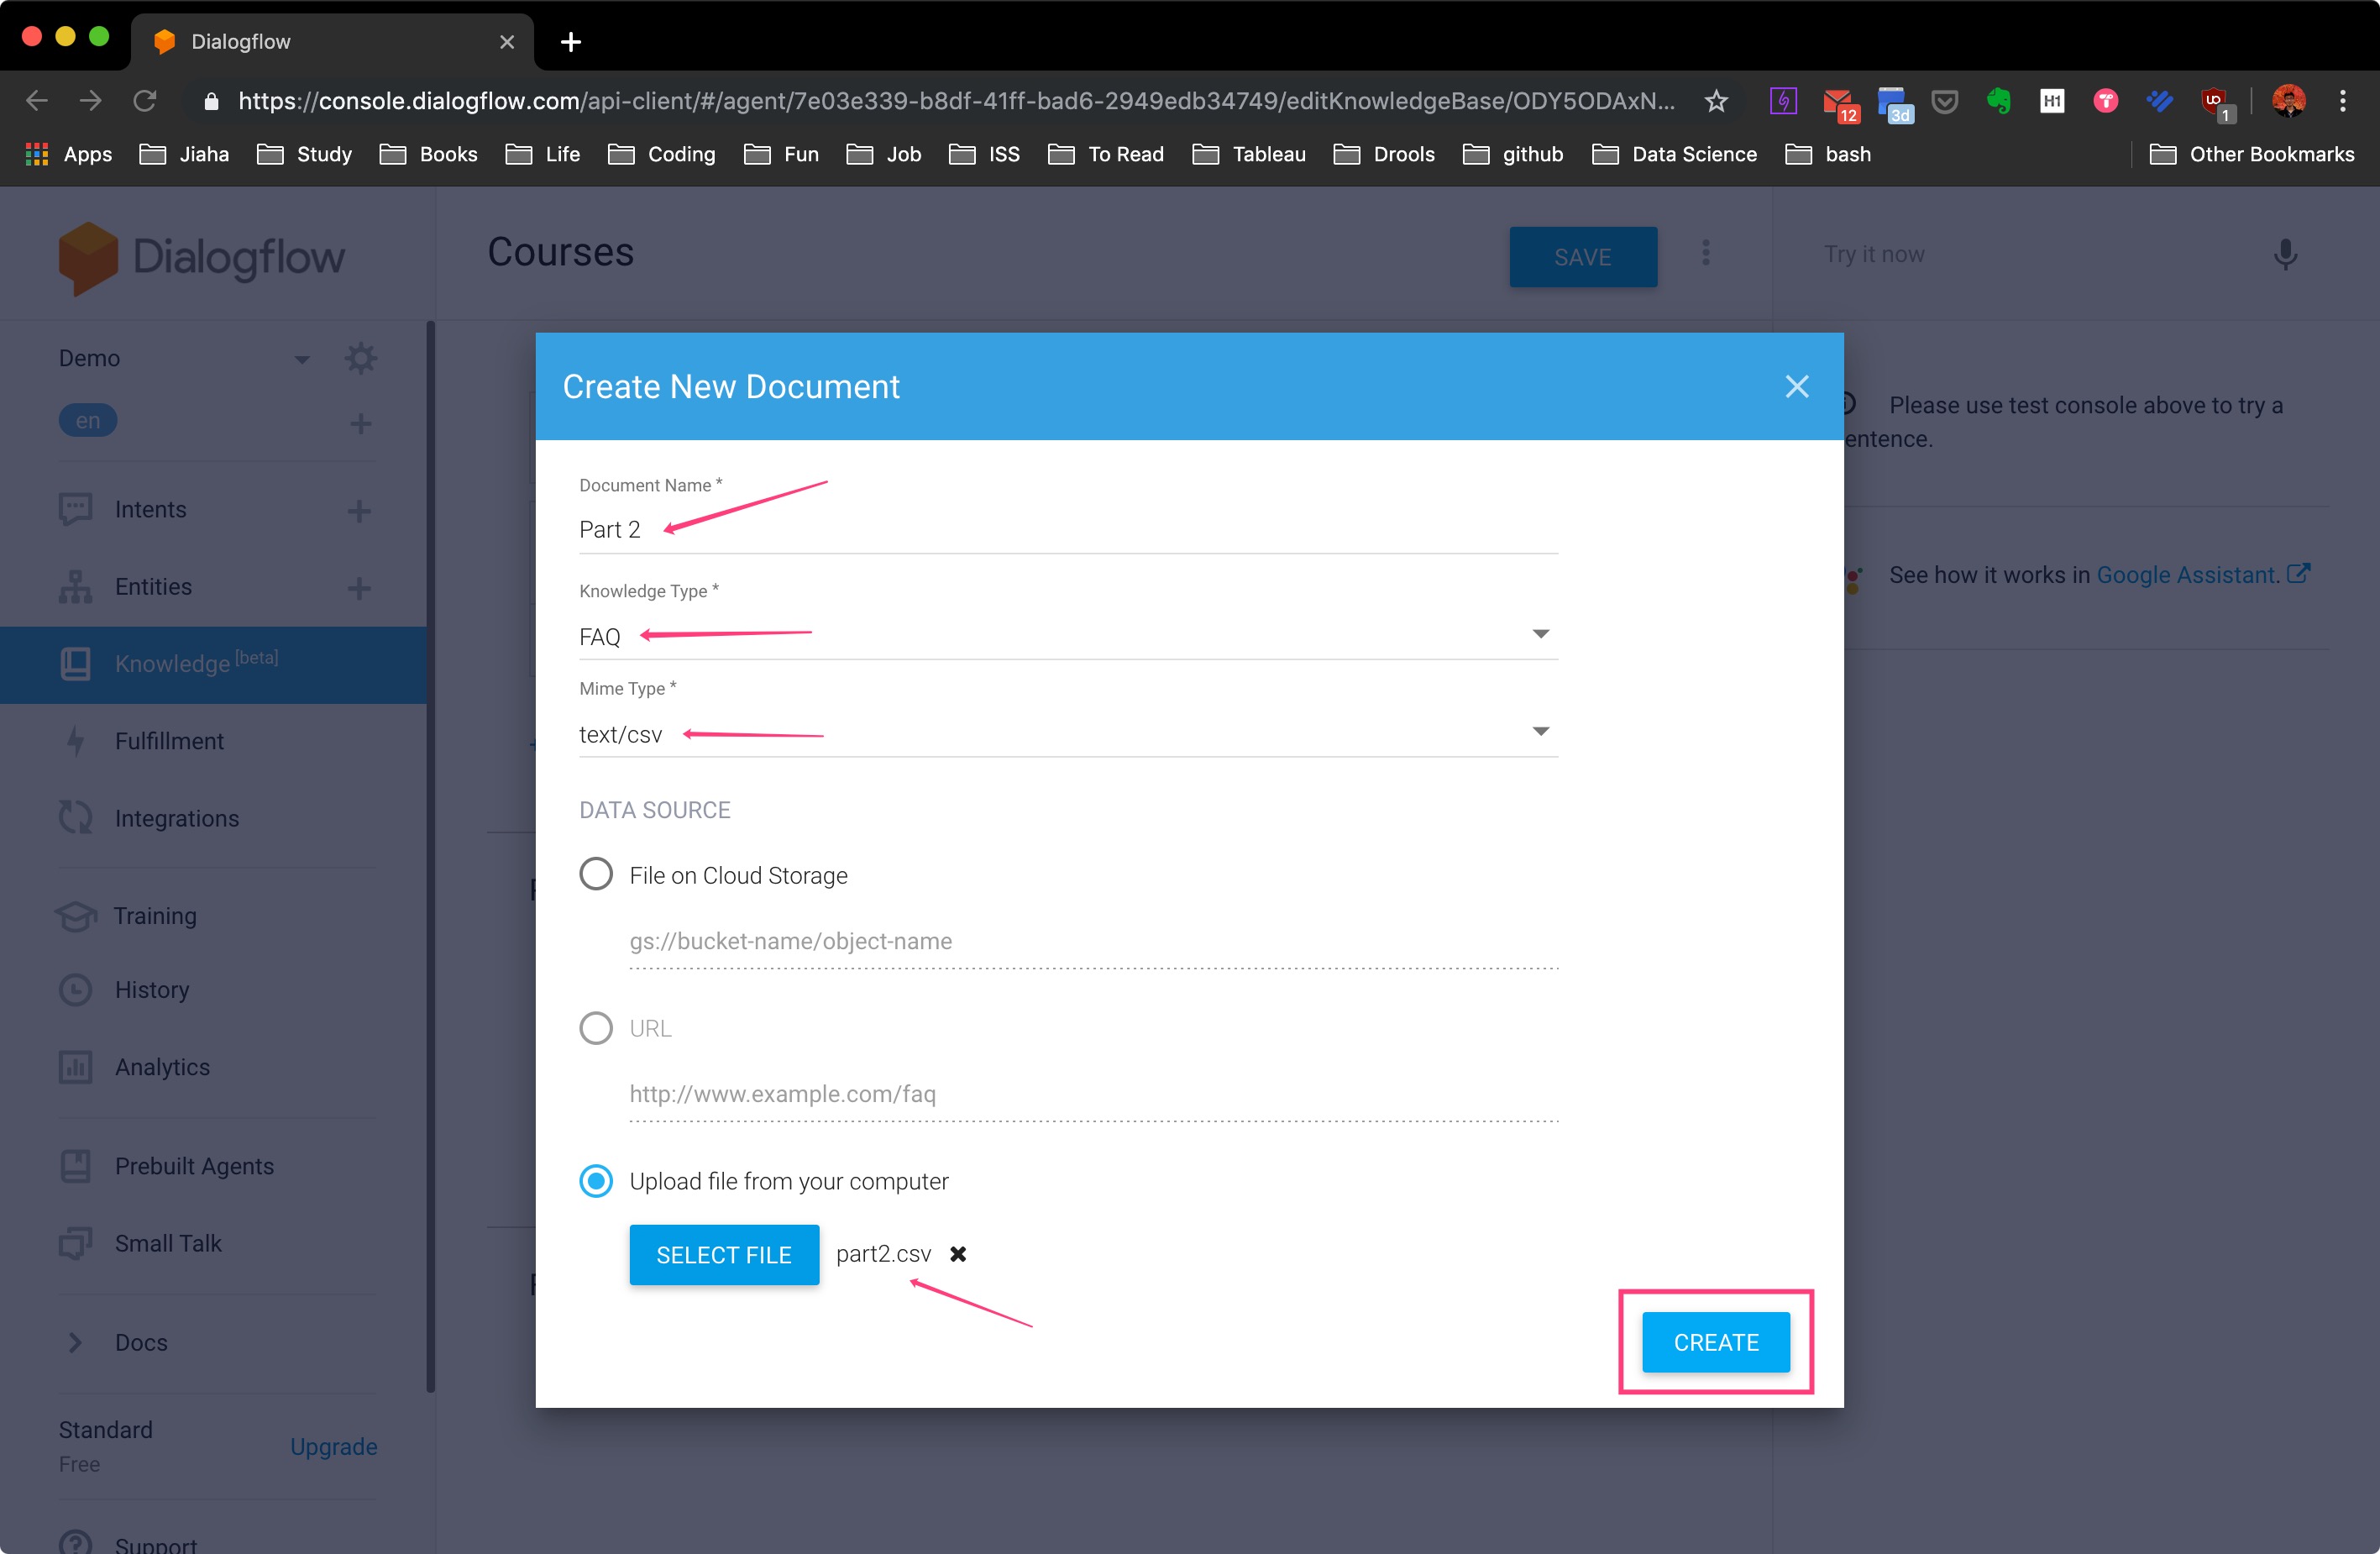 Dialogflow
https://console.dialogflow.com/api-client/#/agent/7e03e339-b8df-41ff-bad6-2949edb34749/editKnowledgeBase/ODY5ODAxN...
12
3d
H1
1
Apps Jiaha Study Books Life Coding Fun Job ISS To Read Tableau Drools github Data Science bash Other Bookmarks
Dialogflow
Courses
SAVE
Try it now
Demo
en
Intents
Entities
Knowledge [beta]
Fulfillment
Integrations
Training
History
Analytics
Prebuilt Agents
Small Talk
Docs
Standard
Free
Upgrade
Support
Create New Document
Document Name *
Part 2
Knowledge Type *
FAQ
Mime Type *
text/csv
DATA SOURCE
File on Cloud Storage
gs://bucket-name/object-name
URL
http://www.example.com/faq
Upload file from your computer
SELECT FILE part2.csv
CREATE
Please use test console above to try a
entence.
See how it works in Google Assistant.